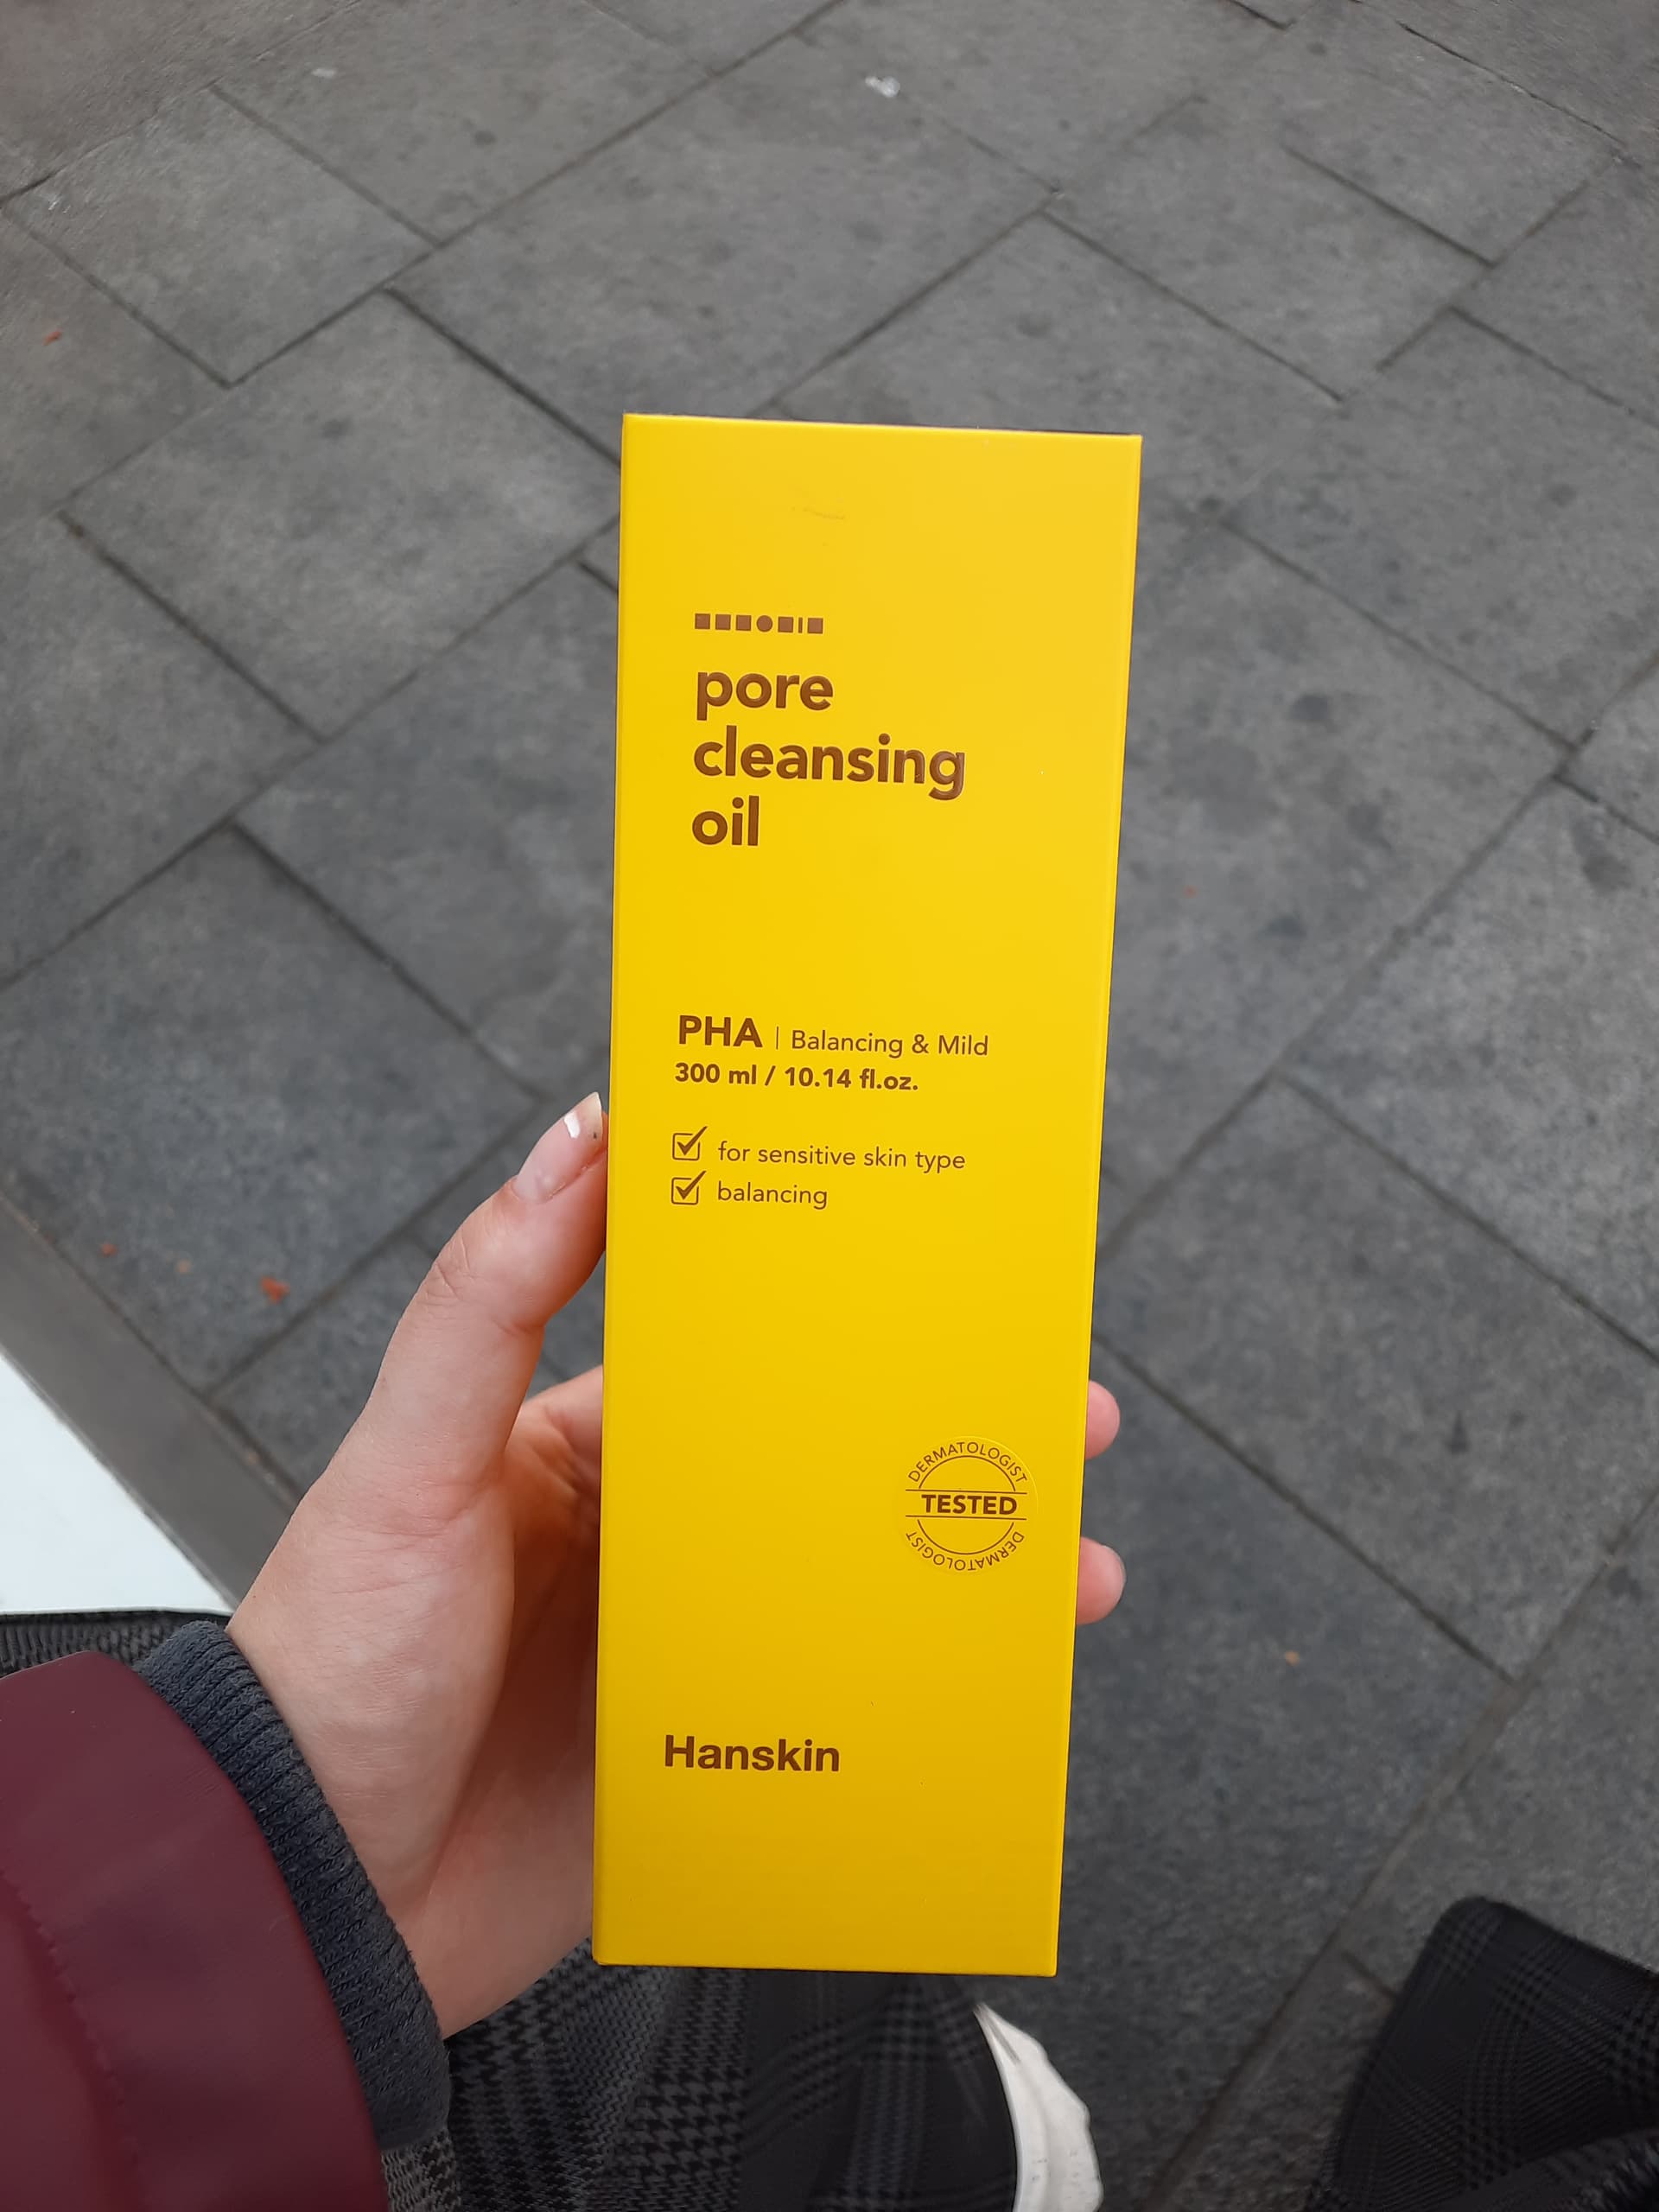 pore
cleansing
oil
PHA | Balancing & Mild
300 ml / 10.14 fl.oz.
for sensitive skin type
balancing
DERMATOLOGIST
TESTED
DERMATOLOGIST
Hanskin